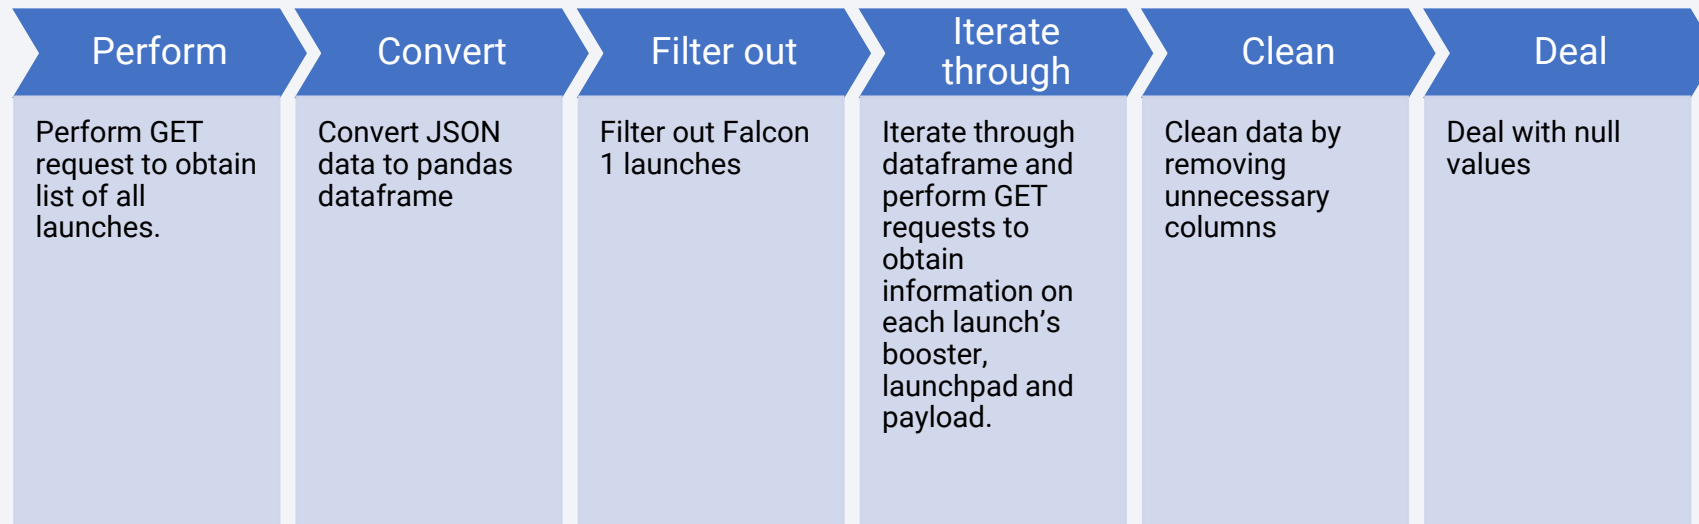 Perform
Perform GET
request to obtain
list of all
launches.
Convert
Convert JSON
data to pandas
dataframe
Filter out
Filter out Falcon
1 launches
Iterate
through
Iterate through
dataframe and
perform GET
requests to
obtain
information on
each launch’s
booster,
launchpad and
payload.
Clean
Clean data by
removing
unnecessary
columns
Deal
Deal with null
values